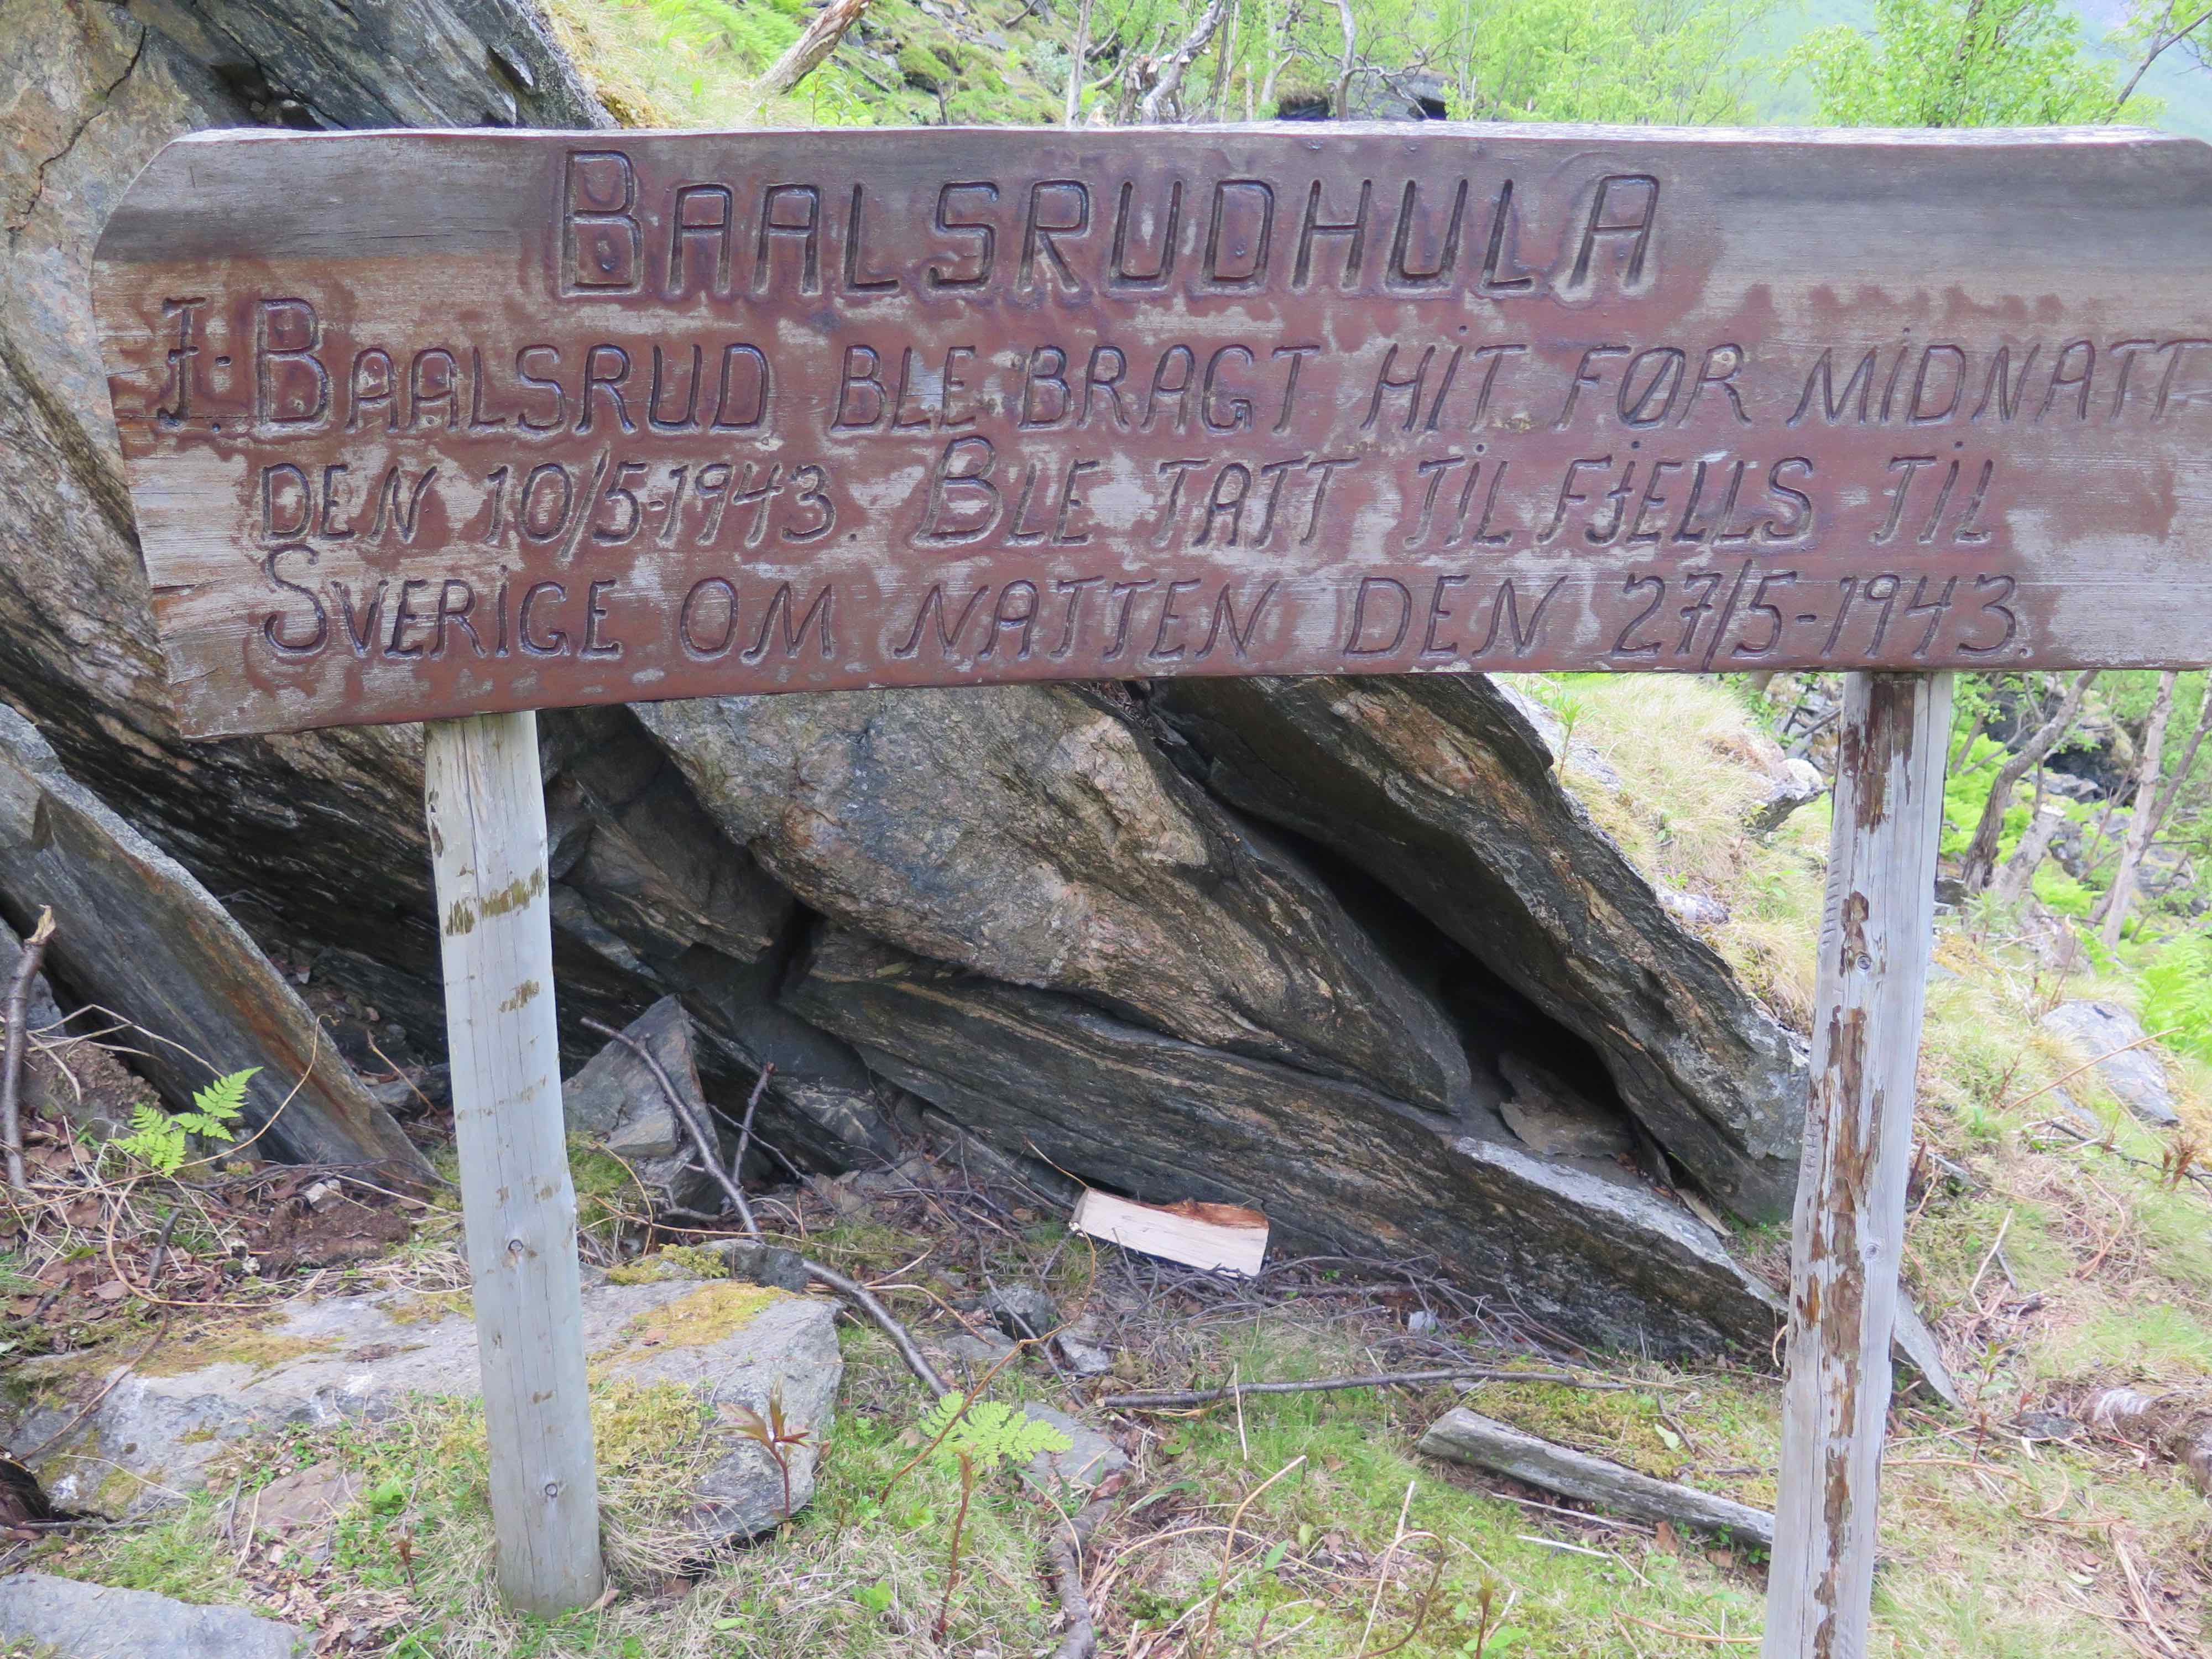 BAALSRUDHULA
J. BAALSRUD BLE BRAGT HIT FØR MIDNATT
DEN 10/5-1943. BLE TATT TIL FJELLS TIL
SVERIGE OM NATTEN DEN 27/5-1943.